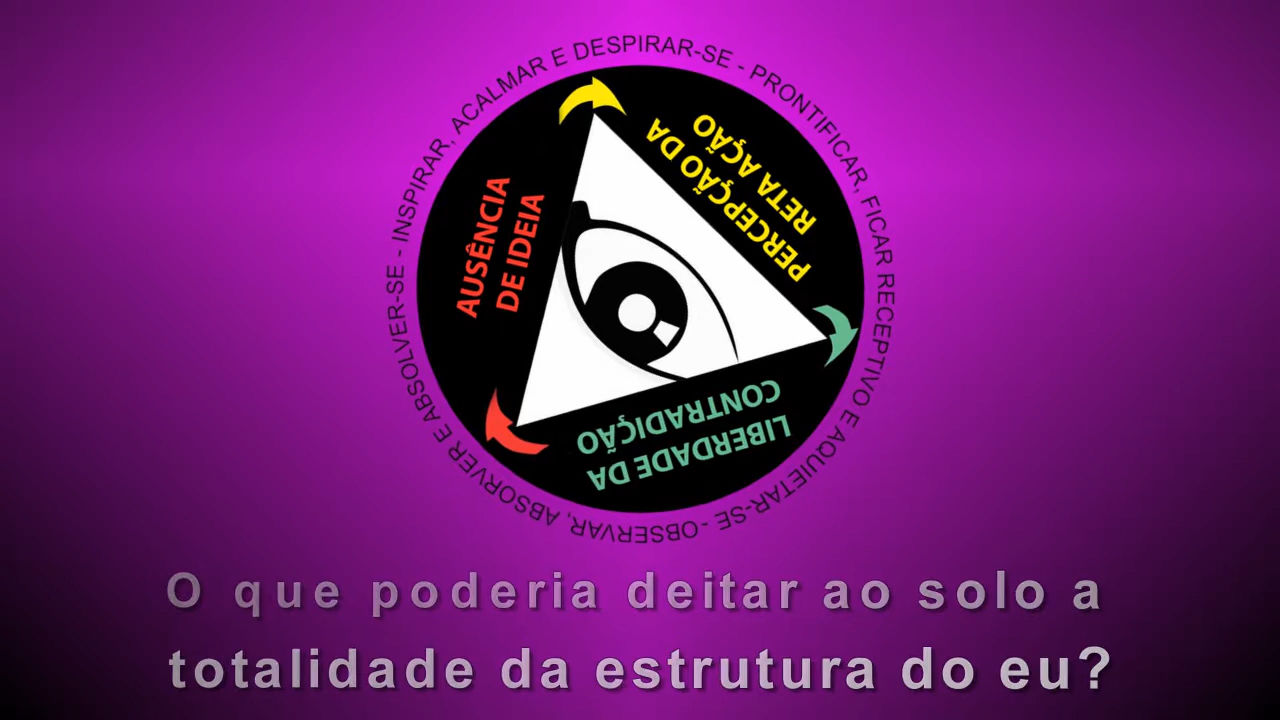 INSPIRAR, ACALMAR E DESPIRAR-SE - PRONTIFICAR, FICAR RECEPTIVO E AQUIETAR-SE - OBSERVAR, ABSORVER E ABSOLVER-SE -
AUSÊNCIA
DE IDEIA
PERCEPÇÃO DA
RETA AÇÃO
LIBERDADE DA
CONTRADIÇÃO
O que poderia deitar ao solo a
totalidade da estrutura do eu?